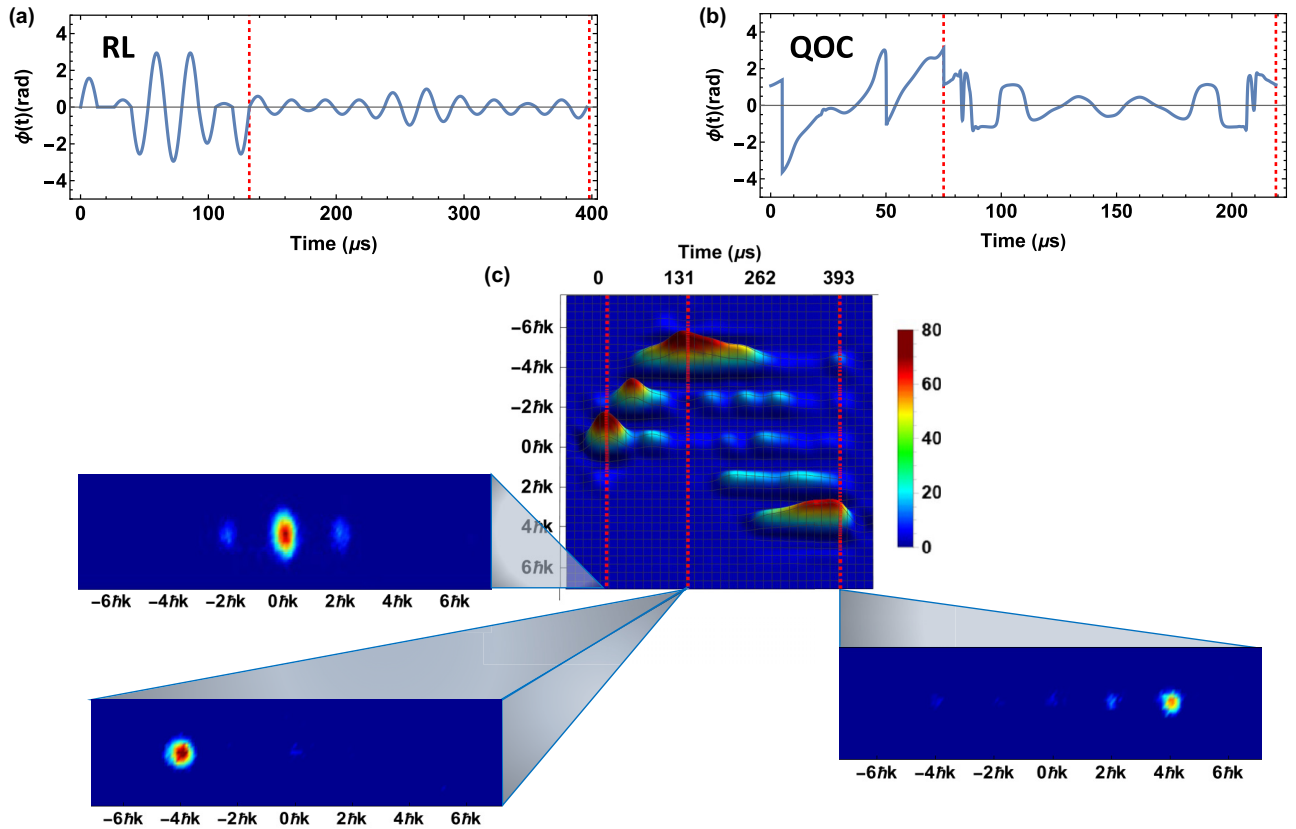 (a)
RL
ϕ(t)(rad)
4
2
0
−2
−4
0 100 200 300 400
Time (μs)
(b)
QOC
ϕ(t)(rad)
4
2
0
−2
−4
0 50 100 150 200
Time (μs)
(c)
Time (μs)
0 131 262 393
−6ħk
−4ħk
−2ħk
0ħk
2ħk
4ħk
6ħk
80
60
40
20
0
−6ħk −4ħk −2ħk 0ħk 2ħk 4ħk 6ħk
−6ħk −4ħk −2ħk 0ħk 2ħk 4ħk 6ħk
−6ħk −4ħk −2ħk 0ħk 2ħk 4ħk 6ħk